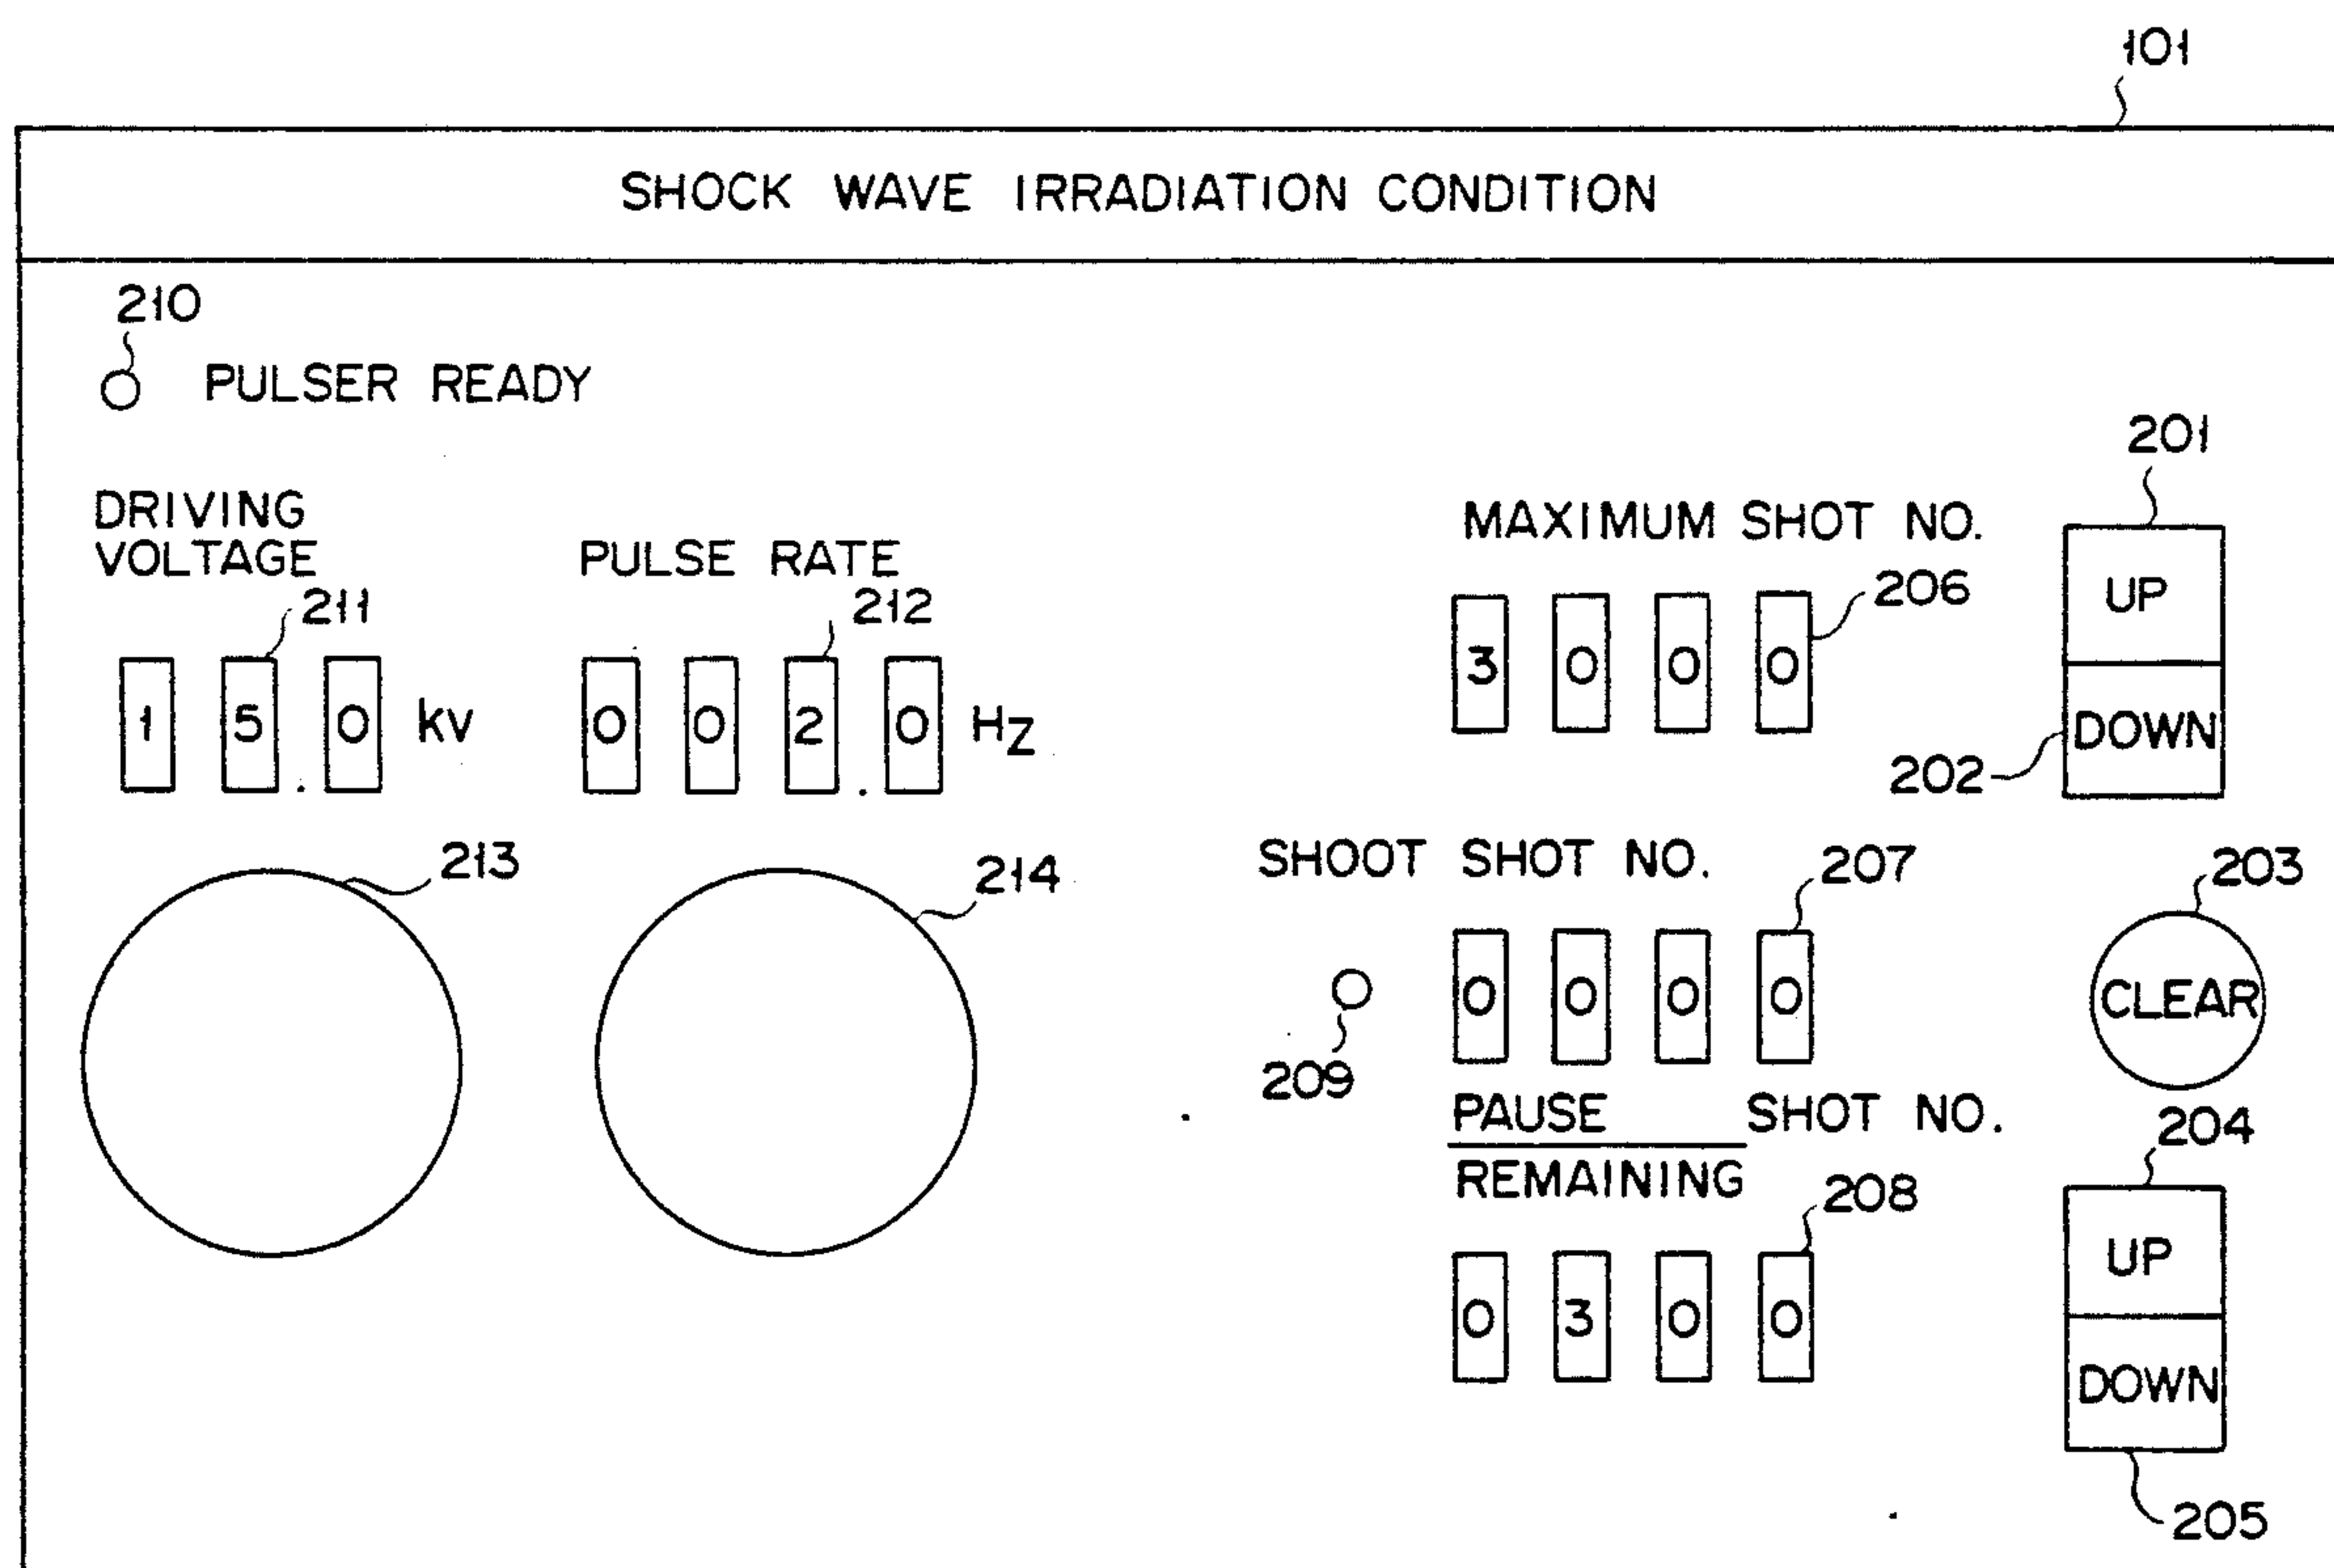 101
SHOCK WAVE IRRADIATION CONDITION
210
PULSER READY
DRIVING
VOLTAGE
211
1 5 . 0 kv
213
PULSE RATE
212
0 0 2 . 0 Hz
214
MAXIMUM SHOT NO.
206
3 0 0 0
201
UP
DOWN
202
SHOOT SHOT NO.
207
0 0 0 0
209
203
CLEAR
PAUSE SHOT NO.
REMAINING
208
0 3 0 0
204
UP
DOWN
205